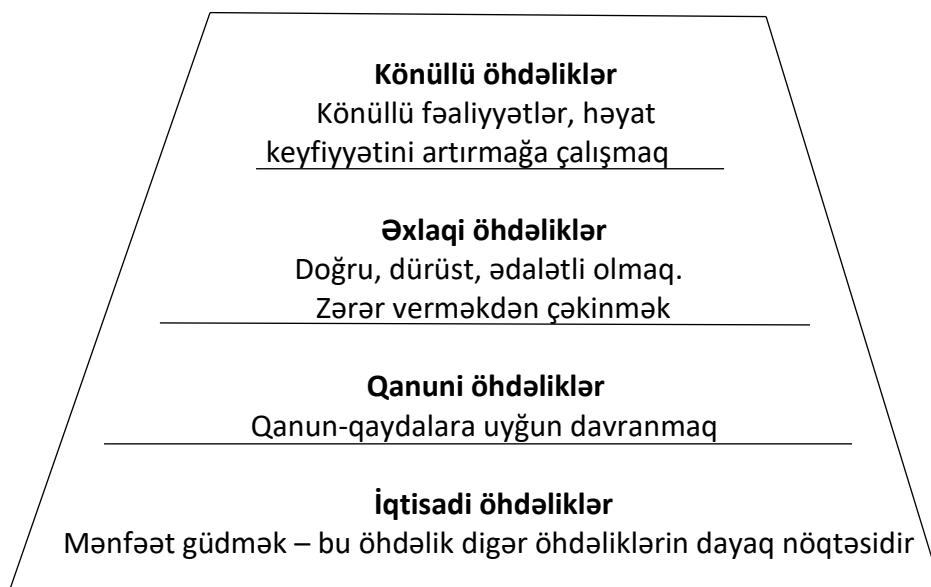 Könüllü öhdəliklər
Könüllü fəaliyyətlər, həyat
keyfiyyətini artırmağa çalışmaq
Əxlaqi öhdəliklər
Doğru, dürüst, ədalətli olmaq.
Zərər verməkdən çəkinmək
Qanuni öhdəliklər
Qanun-qaydalara uyğun davranmaq
İqtisadi öhdəliklər
Mənfəət güdmək – bu öhdəlik digər öhdəliklərin dayaq nöqtəsidir